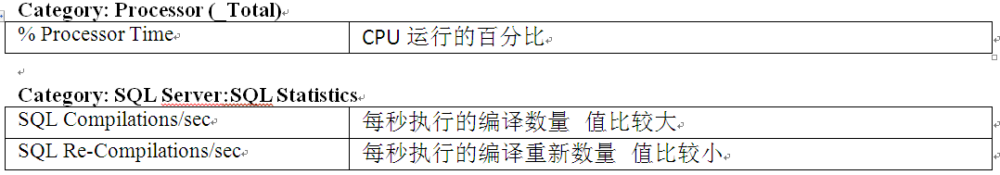 Category: Processor (_Total)
% Processor Time CPU 运行的百分比
Category: SQL Server:SQL Statistics
SQL Compilations/sec 每秒执行的编译数量 值比较大
SQL Re-Compilations/sec 每秒执行的编译重新数量 值比较小